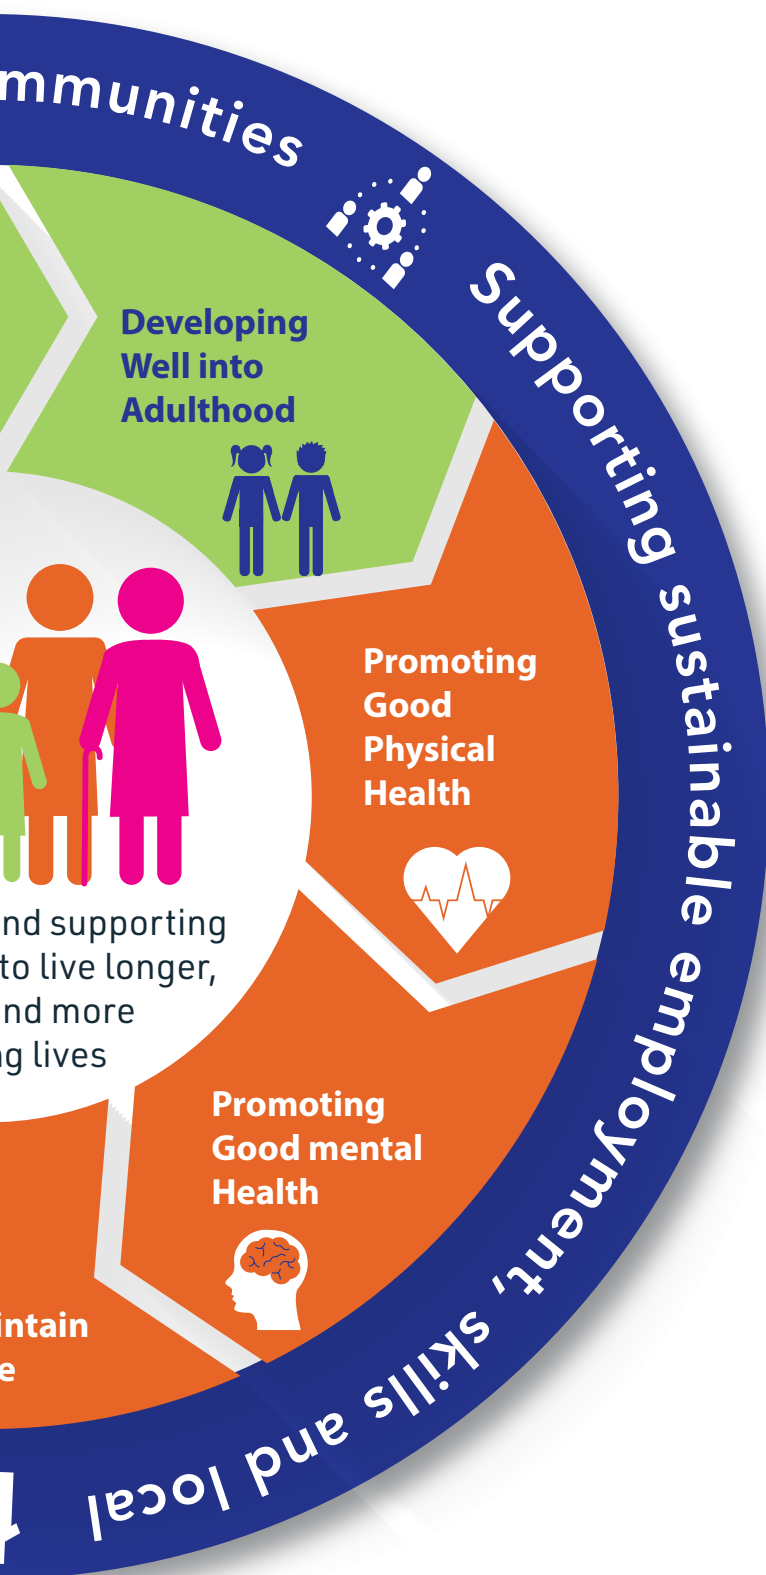 mmunities
Supporting sustainable employment, skills and local
Developing
Well into
Adulthood
Promoting
Good
Physical
Health
nd supporting
to live longer,
nd more
g lives
Promoting
Good mental
Health
intain
e